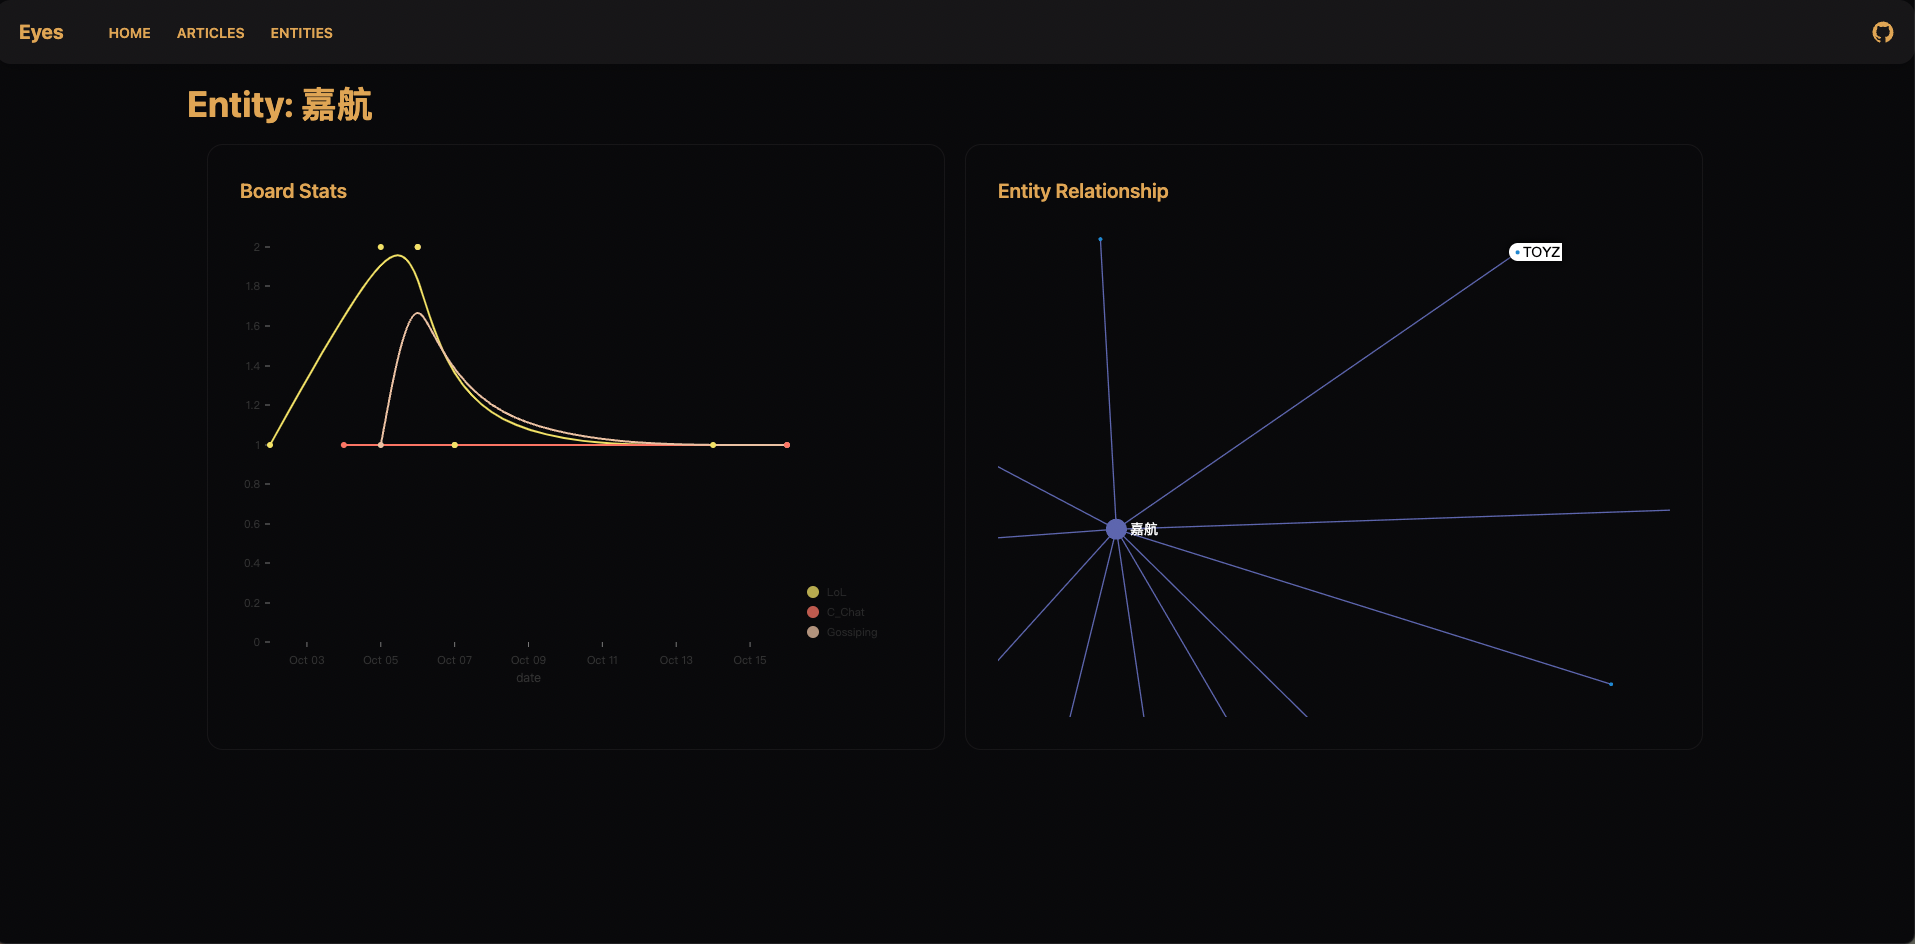 Eyes HOME ARTICLES ENTITIES
Entity: 嘉航
Board Stats
2
1.8
1.6
1.4
1.2
1
0.8
0.6
0.4
0.2
0
Oct 03 Oct 05 Oct 07 Oct 09 Oct 11 Oct 13 Oct 15
date
LoL
C_Chat
Gossiping
Entity Relationship
TOYZ
嘉航